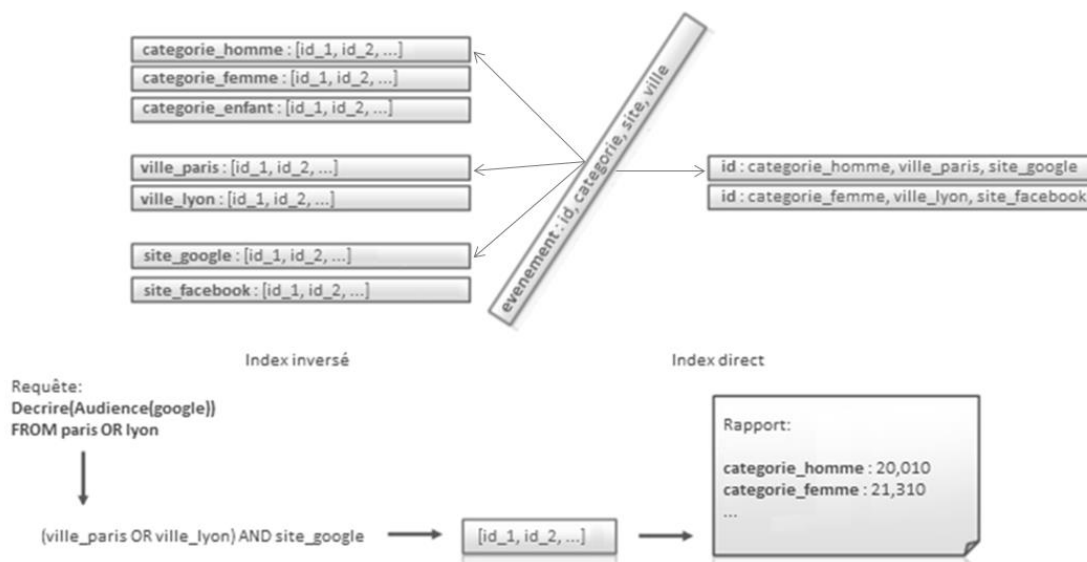 categorie_homme : [id_1, id_2, ...]
categorie_femme : [id_1, id_2, ...]
categorie_enfant : [id_1, id_2, ...]
ville_paris : [id_1, id_2, ...]
ville_lyon : [id_1, id_2, ...]
site_google : [id_1, id_2, ...]
site_facebook : [id_1, id_2, ...]
evenement : id, categorie, site, ville
id : categorie_homme, ville_paris, site_google
id : categorie_femme, ville_lyon, site_facebook
Index inversé
Index direct
Requête:
Decrire(Audience(google))
FROM paris OR lyon
(ville_paris OR ville_lyon) AND site_google
[id_1, id_2, ...]
Rapport:
categorie_homme : 20,010
categorie_femme : 21,310
...